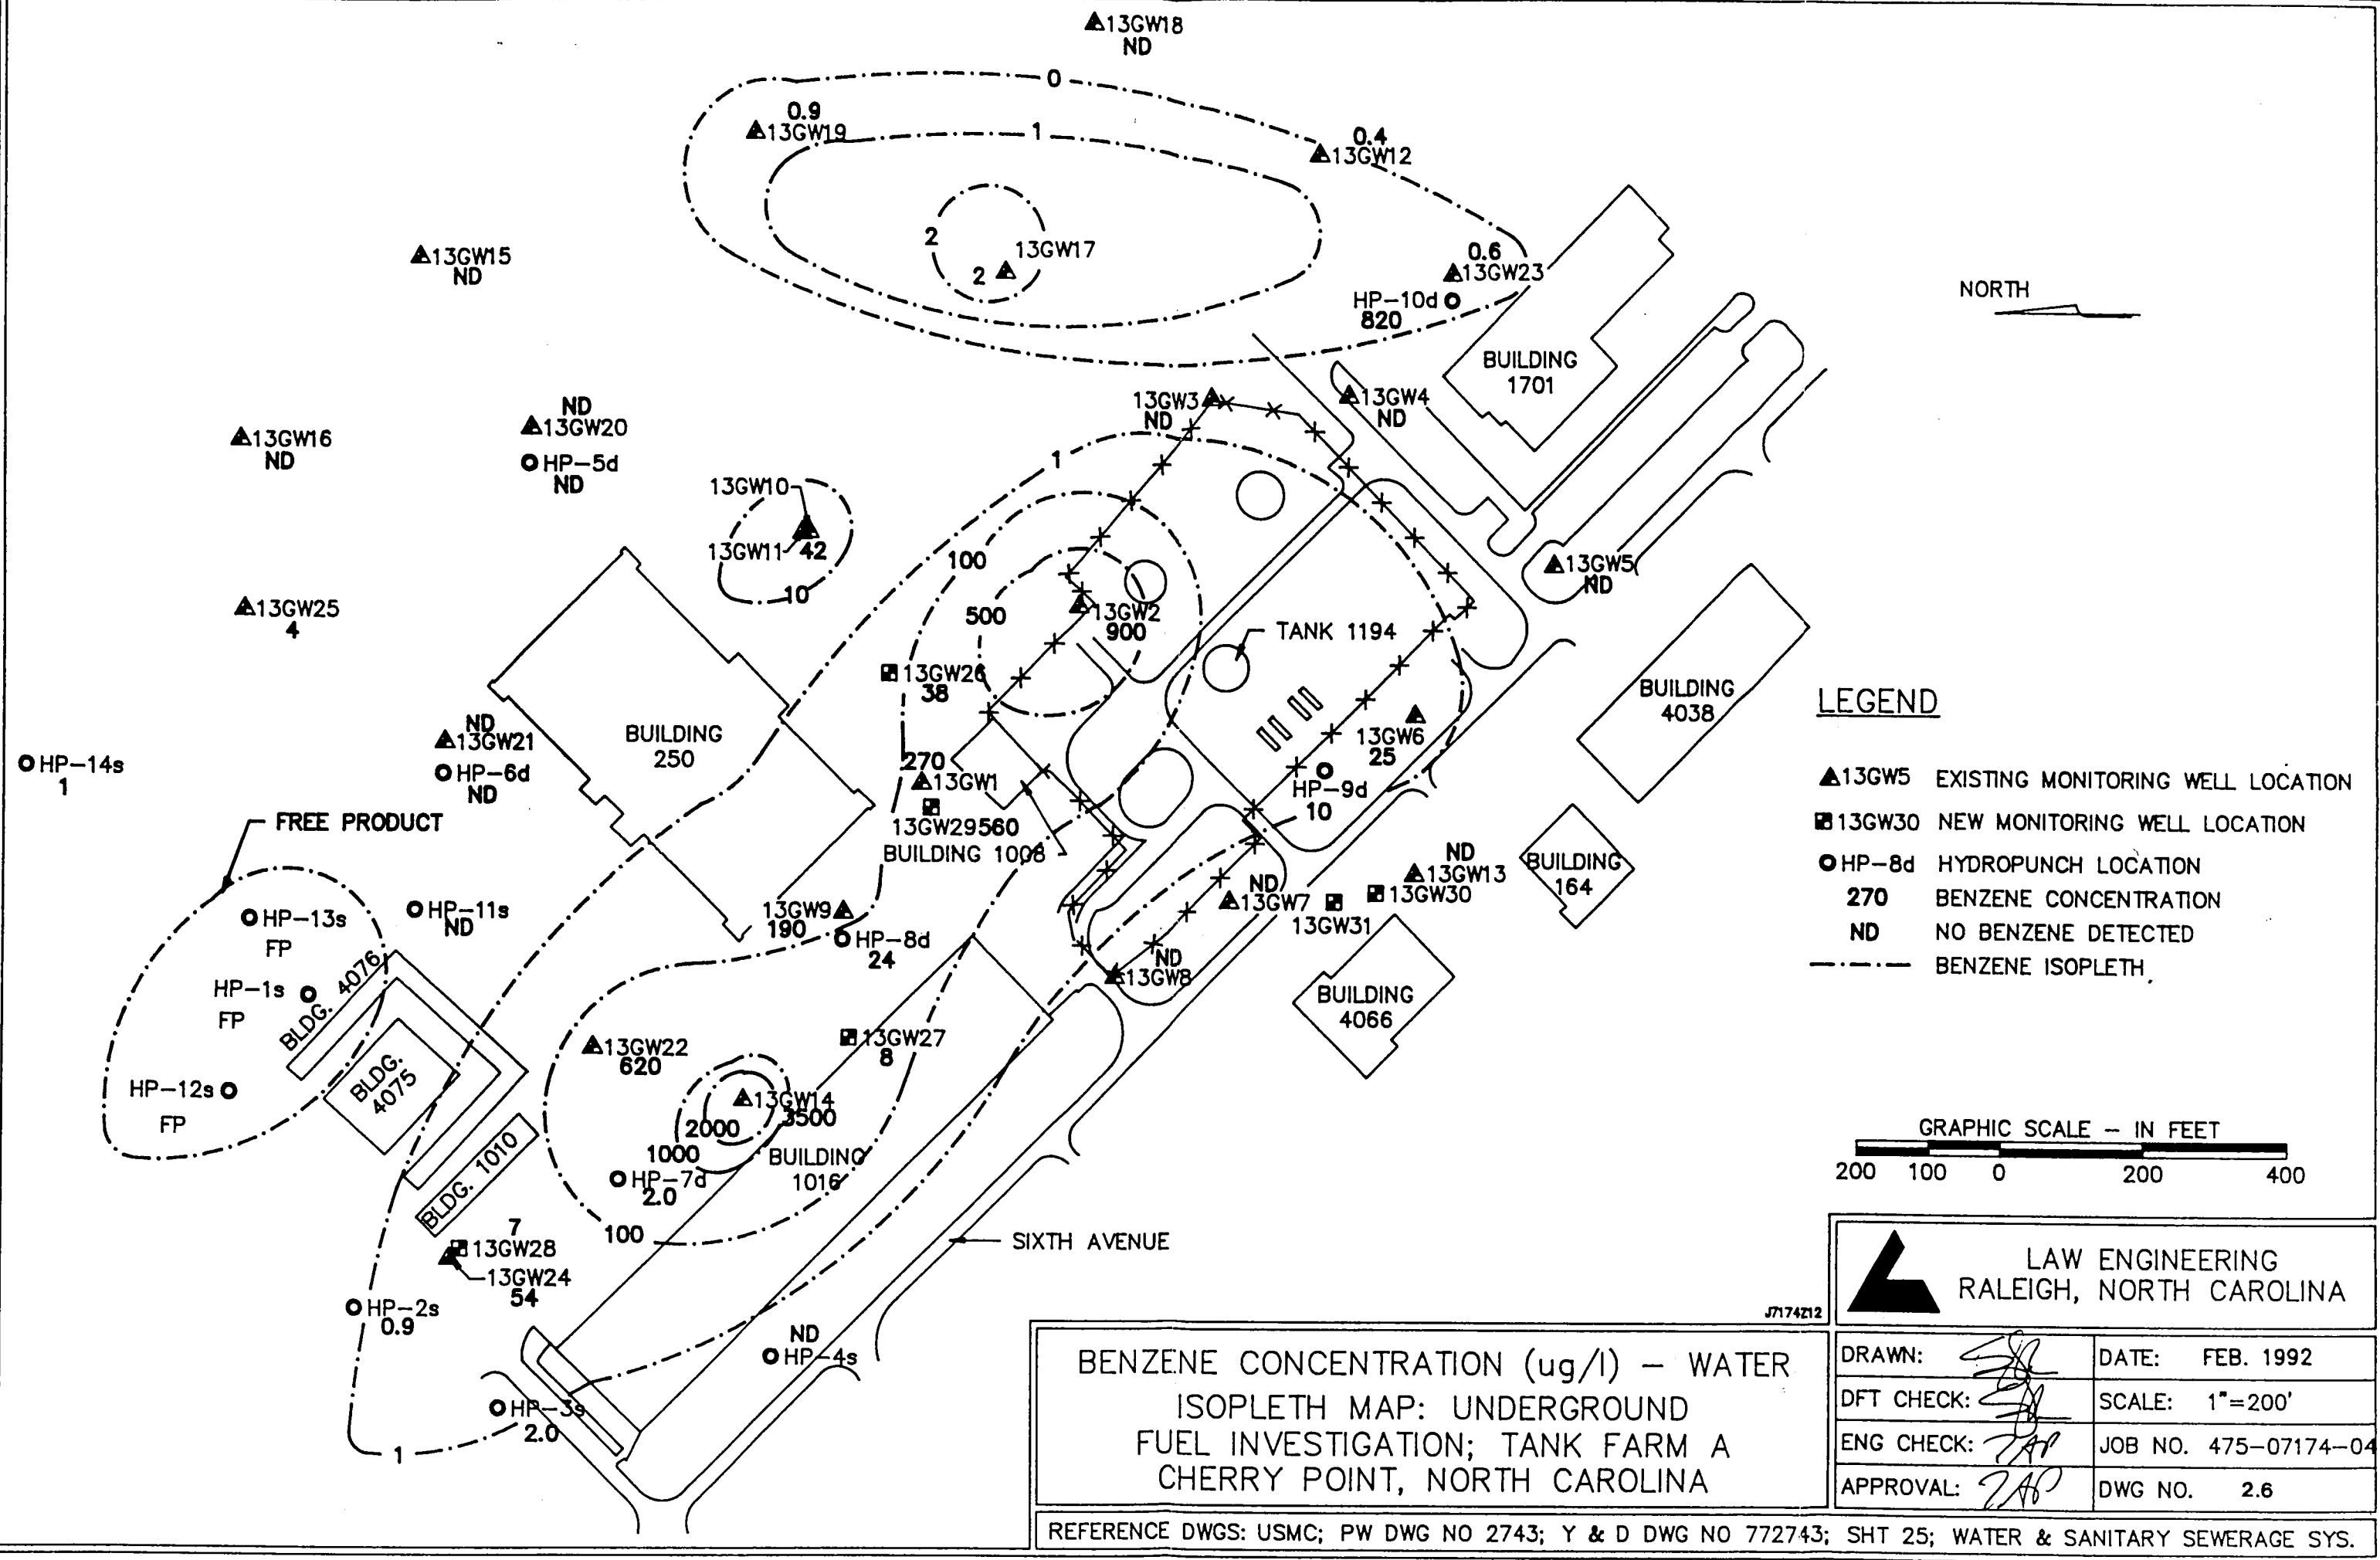 13GW18
ND
0
0.9
13GW19
1
0.4
13GW12
2
13GW17
2
13GW15
ND
0.6
13GW23
HP-10d
820
NORTH
BUILDING
1701
13GW3
ND
13GW4
ND
ND
13GW20
13GW16
ND
HP-5d
ND
1
13GW10
13GW11
42
10
100
13GW5
ND
13GW25
4
500
13GW2
900
TANK 1194
13GW26
38
BUILDING
4038
LEGEND
ND
13GW21
BUILDING
250
HP-6d
ND
HP-14s
1
270
13GW1
13GW6
25
HP-9d
10
13GW29 560
BUILDING 1008
FREE PRODUCT
13GW5 EXISTING MONITORING WELL LOCATION
13GW30 NEW MONITORING WELL LOCATION
HP-8d HYDROPUNCH LOCATION
270 BENZENE CONCENTRATION
ND NO BENZENE DETECTED
BENZENE ISOPLETH
HP-13s
FP
HP-11s
ND
13GW9
190
HP-8d
24
ND
13GW7
ND
13GW13
13GW30
13GW31
BUILDING
164
ND
13GW8
BUILDING
4066
HP-1s
FP
BLDG. 4076
HP-12s
FP
BLDG.
4075
BLDG. 1010
13GW22
620
13GW27
8
13GW14
3500
2000
1000
HP-7d
2.0
BUILDING
1016
100
SIXTH AVENUE
7
13GW28
13GW24
54
HP-2s
0.9
ND
HP-4s
HP-3s
2.0
1
GRAPHIC SCALE - IN FEET
200 100 0 200 400
J7174Z12
LAW ENGINEERING
RALEIGH, NORTH CAROLINA
BENZENE CONCENTRATION (ug/l) - WATER
ISOPLETH MAP: UNDERGROUND
FUEL INVESTIGATION; TANK FARM A
CHERRY POINT, NORTH CAROLINA
DRAWN:
DATE: FEB. 1992
DFT CHECK:
SCALE: 1"=200'
ENG CHECK:
JOB NO. 475-07174-04
APPROVAL:
DWG NO. 2.6
REFERENCE DWGS: USMC; PW DWG NO 2743; Y & D DWG NO 772743; SHT 25; WATER & SANITARY SEWERAGE SYS.